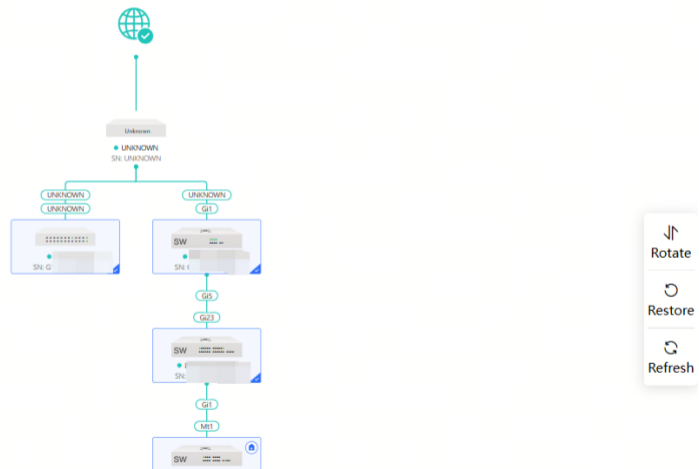 Unknown
UNKNOWN
SN: UNKNOWN
UNKNOWN
UNKNOWN
UNKNOWN
Gi1
SW
SN: G
SN:
Gi5
Gi23
SW
SN:
Gi1
Mt1
SW
Rotate
Restore
Refresh